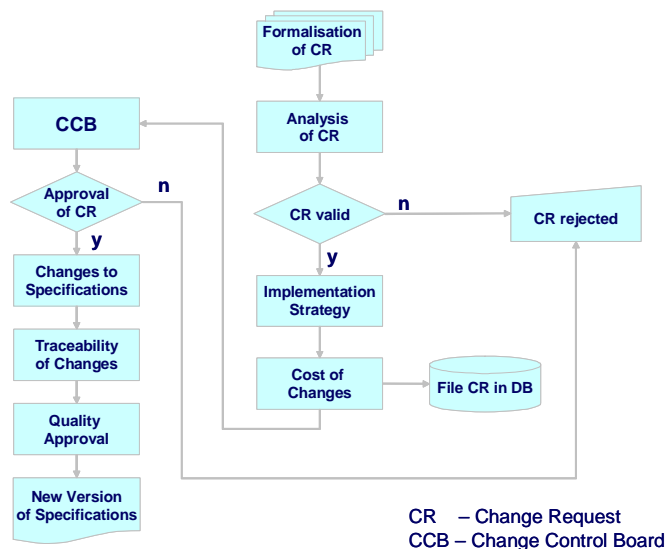 Formalisation
of CR
Analysis
of CR
CR valid
n
y
CR rejected
Implementation
Strategy
Cost of
Changes
File CR in DB
CCB
Approval
of CR
n
y
Changes to
Specifications
Traceability
of Changes
Quality
Approval
New Version
of Specifications
CR – Change Request
CCB – Change Control Board